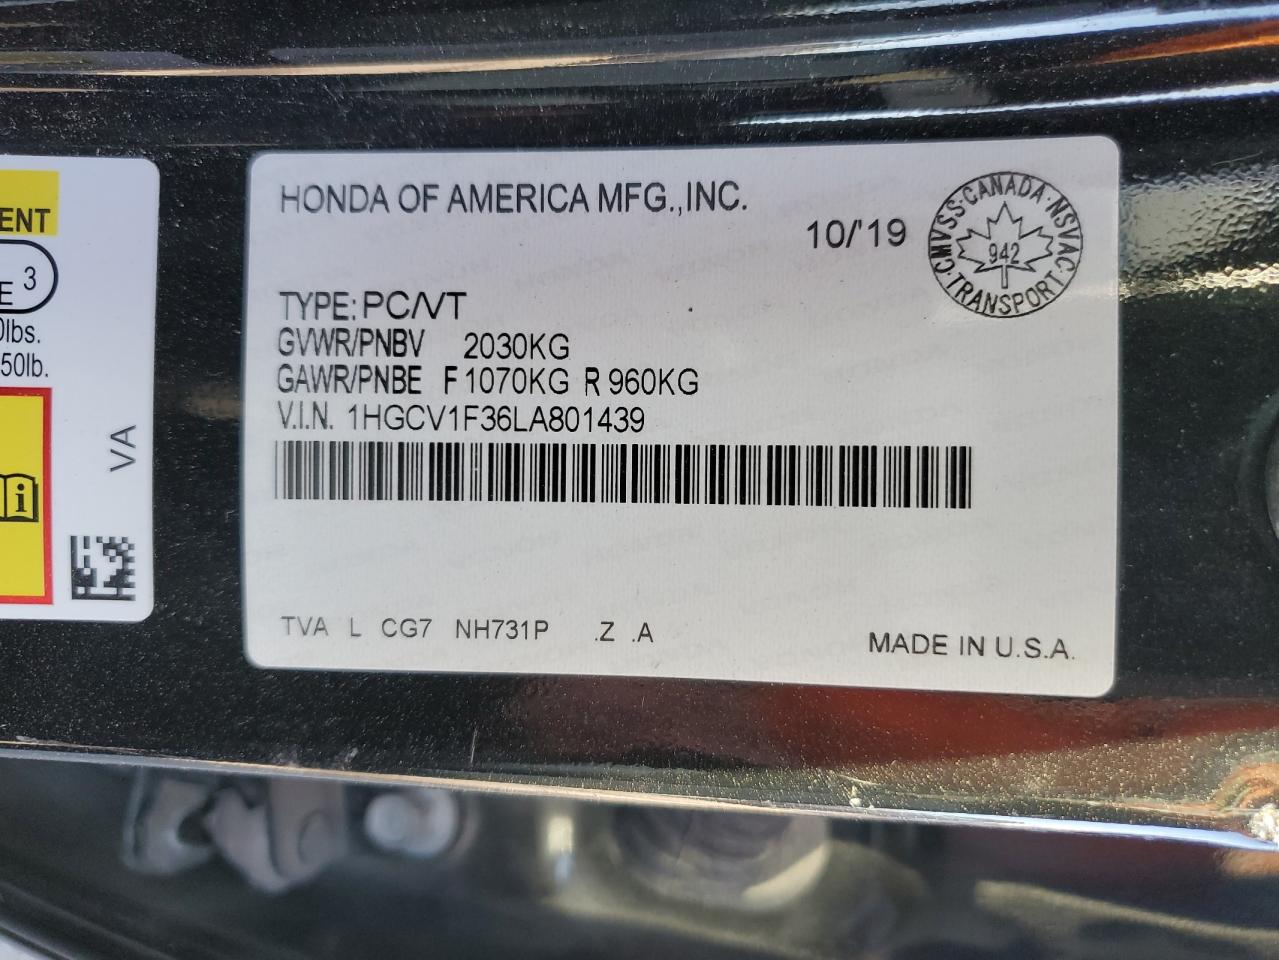 ENT
3
E
0lbs.
50lb.
VA
HONDA OF AMERICA MFG.,INC.
10/'19
CMVSS·CANADA·NSVAC·TRANSPORT·
942
TYPE: PC/VT
GVWR/PNBV 2030KG
GAWR/PNBE F 1070KG R 960KG
V.I.N. 1HGCV1F36LA801439
TVA L CG7 NH731P .Z .A
MADE IN U.S.A.